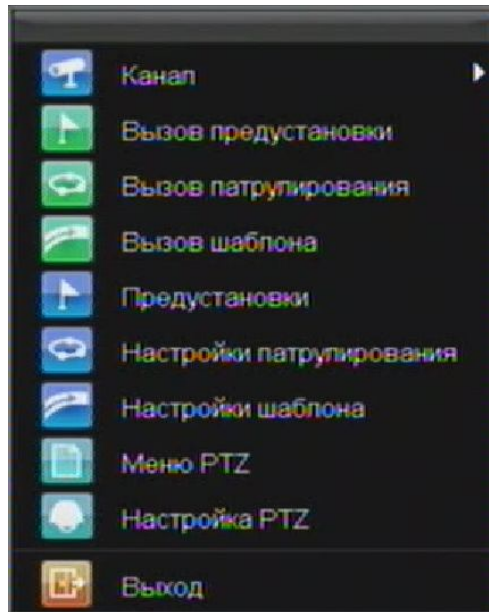 Канал
Вызов предустановки
Вызов патрулирования
Вызов шаблона
Предустановки
Настройки патрулирования
Настройки шаблона
Меню PTZ
Настройка PTZ
Выход